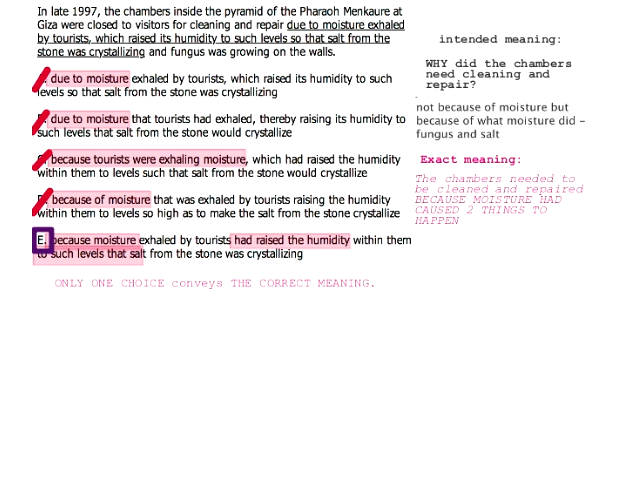 In late 1997, the chambers inside the pyramid of the Pharaoh Menkaure at
Giza were closed to visitors for cleaning and repair due to moisture exhaled
by tourists, which raised its humidity to such levels so that salt from the
stone was crystallizing and fungus was growing on the walls.
due to moisture exhaled by tourists, which raised its humidity to such
levels so that salt from the stone was crystallizing
due to moisture that tourists had exhaled, thereby raising its humidity to
such levels that salt from the stone would crystallize
because tourists were exhaling moisture, which had raised the humidity
within them to levels such that salt from the stone would crystallize
because of moisture that was exhaled by tourists raising the humidity
within them to levels so high as to make the salt from the stone crystallize
E. because moisture exhaled by tourists had raised the humidity within them
to such levels that salt from the stone was crystallizing
ONLY ONE CHOICE conveys THE CORRECT MEANING.
intended meaning:
WHY did the chambers
need cleaning and
repair?
not because of moisture but
because of what moisture did –
fungus and salt
Exact meaning:
The chambers needed to
be cleaned and repaired
BECAUSE MOISTURE HAD
CAUSED 2 THINGS TO
HAPPEN